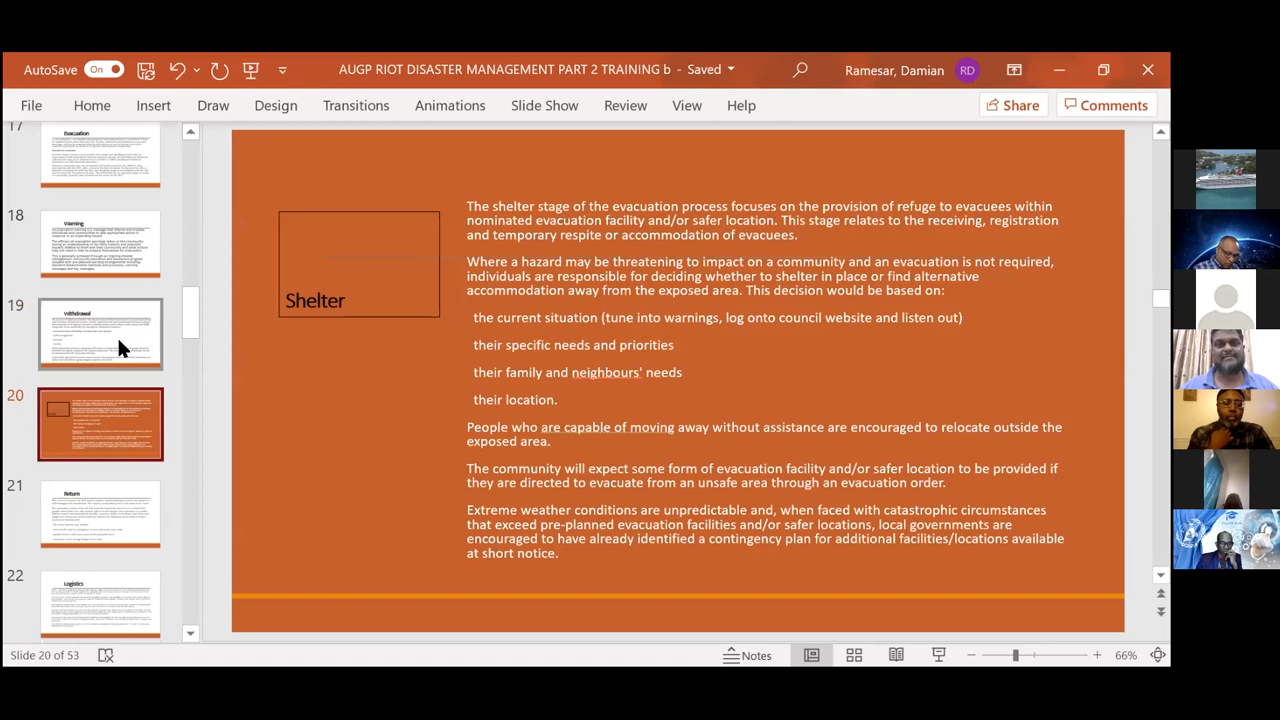 AutoSave On AUGP RIOT DISASTER MANAGEMENT PART 2 TRAINING b - Saved Ramesar, Damian RD
File Home Insert Draw Design Transitions Animations Slide Show Review View Help Share Comments
17
Evacuation
18
Warning
19
Withdrawal
20
21
Return
22
Logistics
Shelter
The shelter stage of the evacuation process focuses on the provision of refuge to evacuees within
nominated evacuation facility and/or safer location. This stage relates to the receiving, registration
and temporary respite or accommodation of evacuees.
Where a hazard may be threatening to impact on a community and an evacuation is not required,
individuals are responsible for deciding whether to shelter in place or find alternative
accommodation away from the exposed area. This decision would be based on:
the current situation (tune into warnings, log onto council website and listen out)
their specific needs and priorities
their family and neighbours' needs
their location.
People who are capable of moving away without assistance are encouraged to relocate outside the
exposed area.
The community will expect some form of evacuation facility and/or safer location to be provided if
they are directed to evacuate from an unsafe area through an evacuation order.
Extreme weather conditions are unpredictable and, when faced with catastrophic circumstances
that exceed pre-planned evacuation facilities and/or safer locations, local governments are
encouraged to have already identified a contingency plan for additional facilities/locations available
at short notice.
Slide 20 of 53 Notes 66%